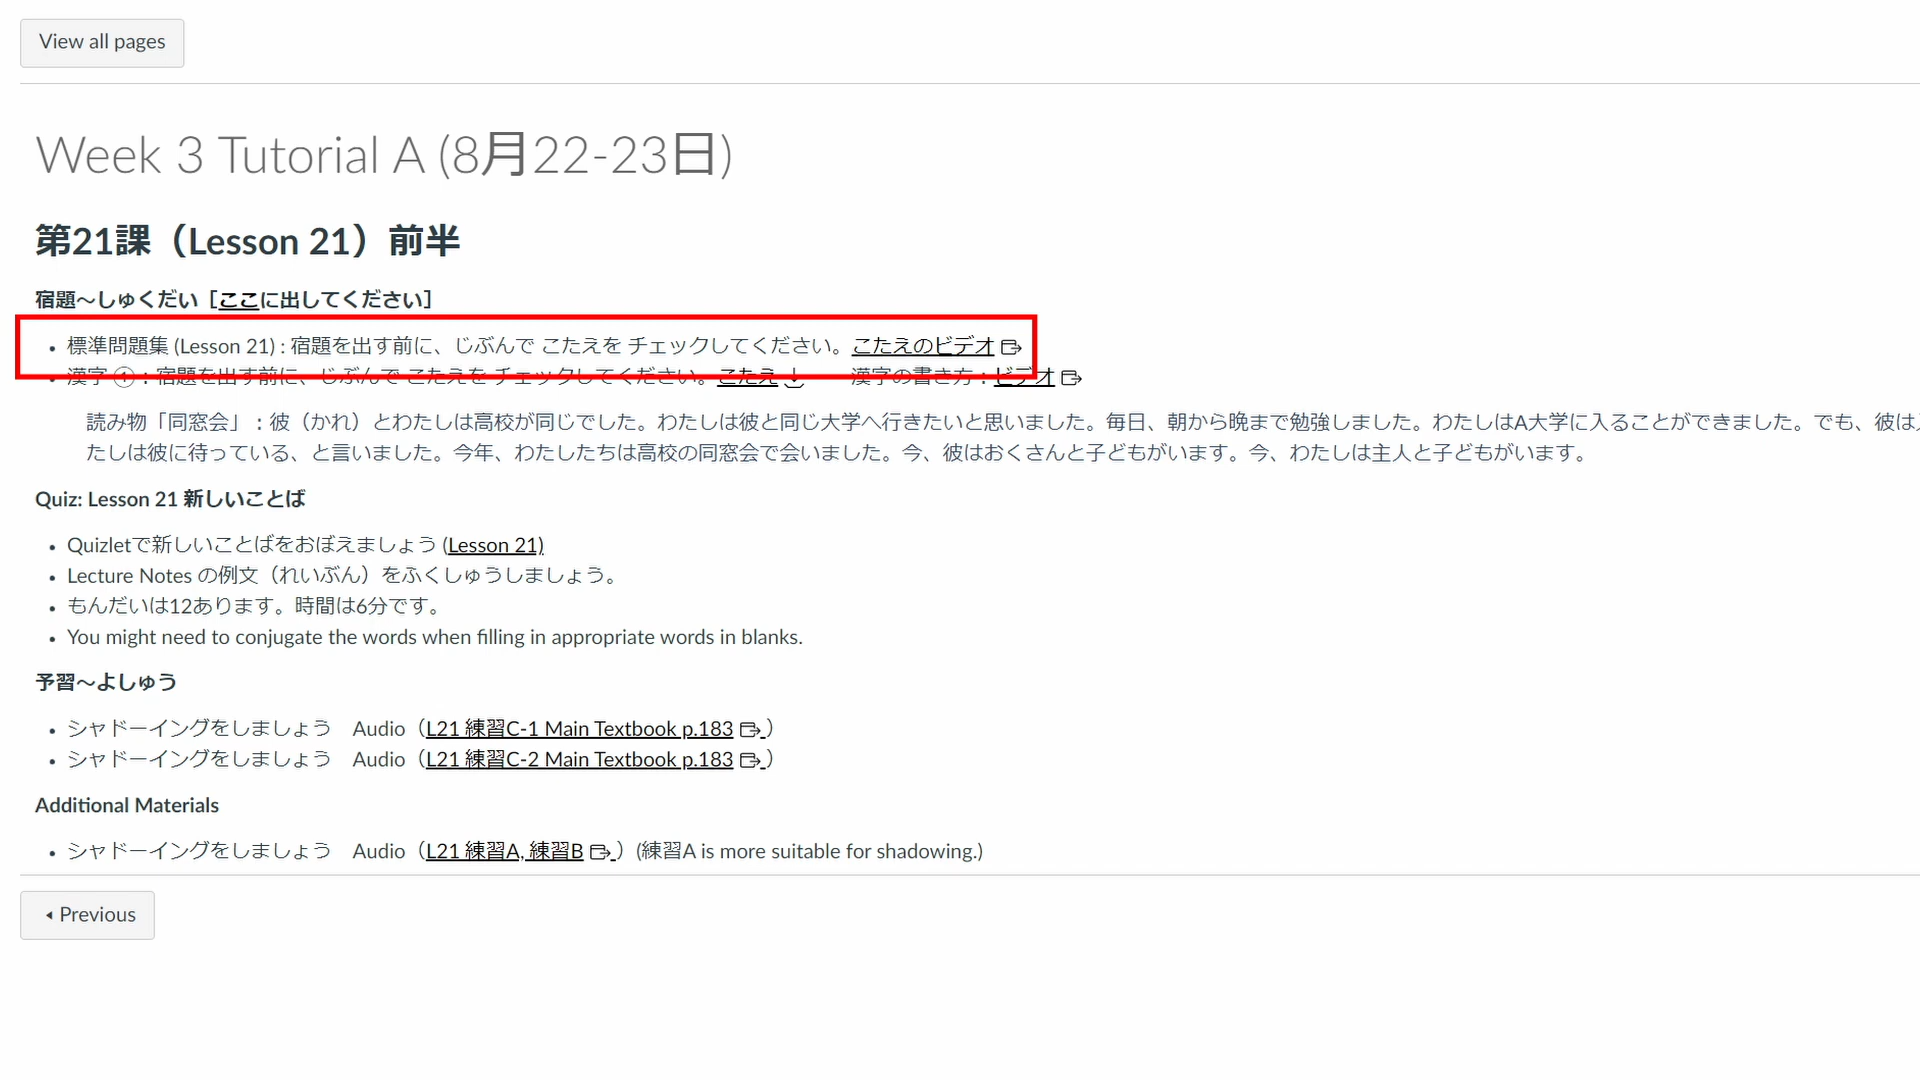 View all pages
Week 3 Tutorial A (8月22-23日)
第21課（Lesson 21）前半
宿題～しゅくだい［ここに出してください］
標準問題集 (Lesson 21) : 宿題を出す前に、じぶんで こたえを チェックしてください。こたえのビデオ
漢字 ①：宿題を出す前に、じぶんで こたえを チェックしてください。こたえ 漢字の書き方：ビデオ
読み物「同窓会」：彼（かれ）とわたしは高校が同じでした。わたしは彼と同じ大学へ行きたいと思いました。毎日、朝から晩まで勉強しました。わたしはA大学に入ることができました。でも、彼は
たしは彼に待っている、と言いました。今年、わたしたちは高校の同窓会で会いました。今、彼はおくさんと子どもがいます。今、わたしは主人と子どもがいます。
Quiz: Lesson 21 新しいことば
Quizletで新しいことばをおぼえましょう (Lesson 21)
Lecture Notes の例文（れいぶん）をふくしゅうしましょう。
もんだいは12あります。時間は6分です。
You might need to conjugate the words when filling in appropriate words in blanks.
予習～よしゅう
シャドーイングをしましょう Audio（L21 練習C-1 Main Textbook p.183 ）
シャドーイングをしましょう Audio（L21 練習C-2 Main Textbook p.183 ）
Additional Materials
シャドーイングをしましょう Audio（L21 練習A, 練習B ）(練習A is more suitable for shadowing.)
Previous